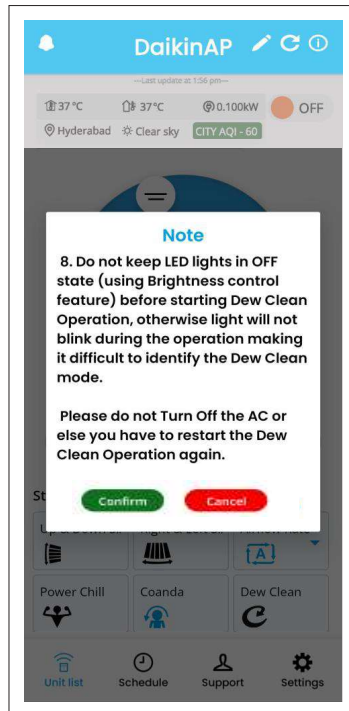 DaikinAP
---Last update at 1:56 pm---
37 °C 37 °C 0.100kW OFF
Hyderabad Clear sky CITY AQI - 60
Note
8. Do not keep LED lights in OFF
state (using Brightness control
feature) before starting Dew Clean
Operation, otherwise light will not
blink during the operation making
it difficult to identify the Dew Clean
mode.
Please do not Turn Off the AC or
else you have to restart the Dew
Clean Operation again.
St
Confirm Cancel
A
Power Chill Coanda Dew Clean
Unit list Schedule Support Settings